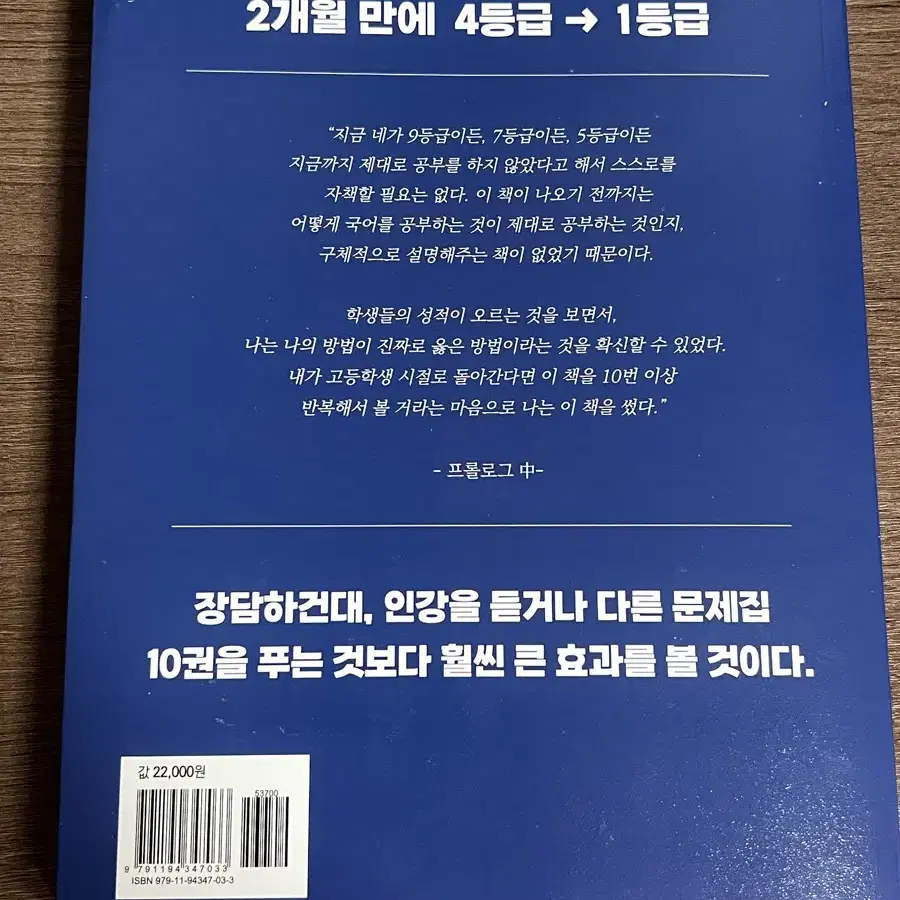 2개월 만에 4등급 → 1등급
“지금 네가 9등급이든, 7등급이든, 5등급이든
지금까지 제대로 공부를 하지 않았다고 해서 스스로를
자책할 필요는 없다. 이 책이 나오기 전까지는
어떻게 국어를 공부하는 것이 제대로 공부하는 것인지,
구체적으로 설명해주는 책이 없었기 때문이다.
학생들의 성적이 오르는 것을 보면서,
나는 나의 방법이 진짜로 옳은 방법이라는 것을 확신할 수 있었다.
내가 고등학생 시절로 돌아간다면 이 책을 10번 이상
반복해서 볼 거라는 마음으로 나는 이 책을 썼다.”
- 프롤로그 中-
장담하건대, 인강을 듣거나 다른 문제집
10권을 푸는 것보다 훨씬 큰 효과를 볼 것이다.
값 22,000원
53700
9 791194 347033
ISBN 979-11-94347-03-3